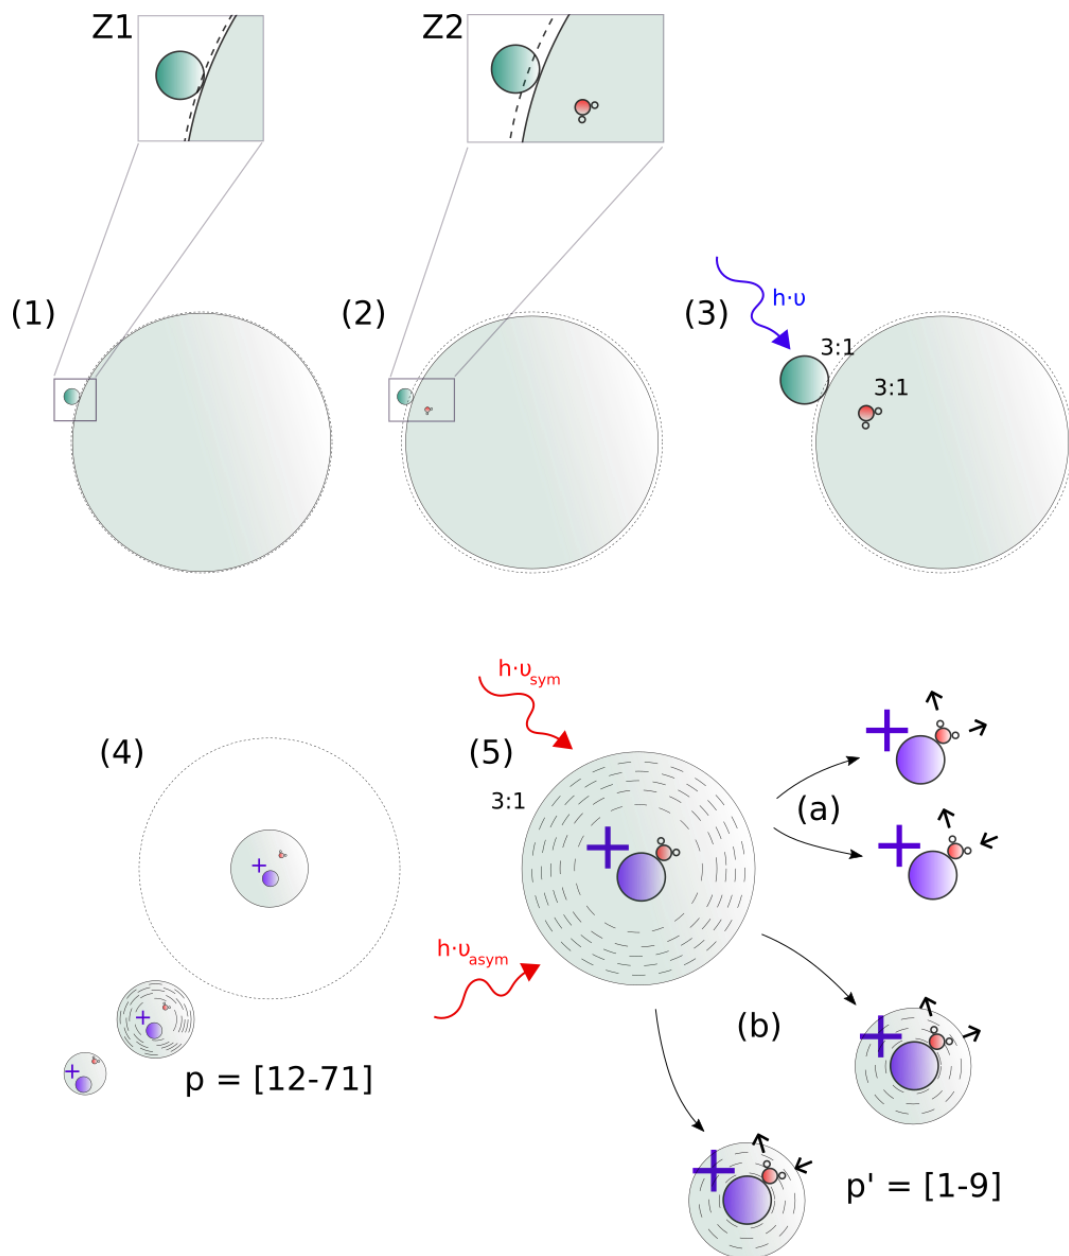 Z1
Z2
(1)
(2)
(3)
h·υ
3:1
3:1
(4)
(5)
h·υsym
3:1
+
+
+
+
(a)
h·υasym
+
+
p = [12-71]
(b)
+
+
p' = [1-9]